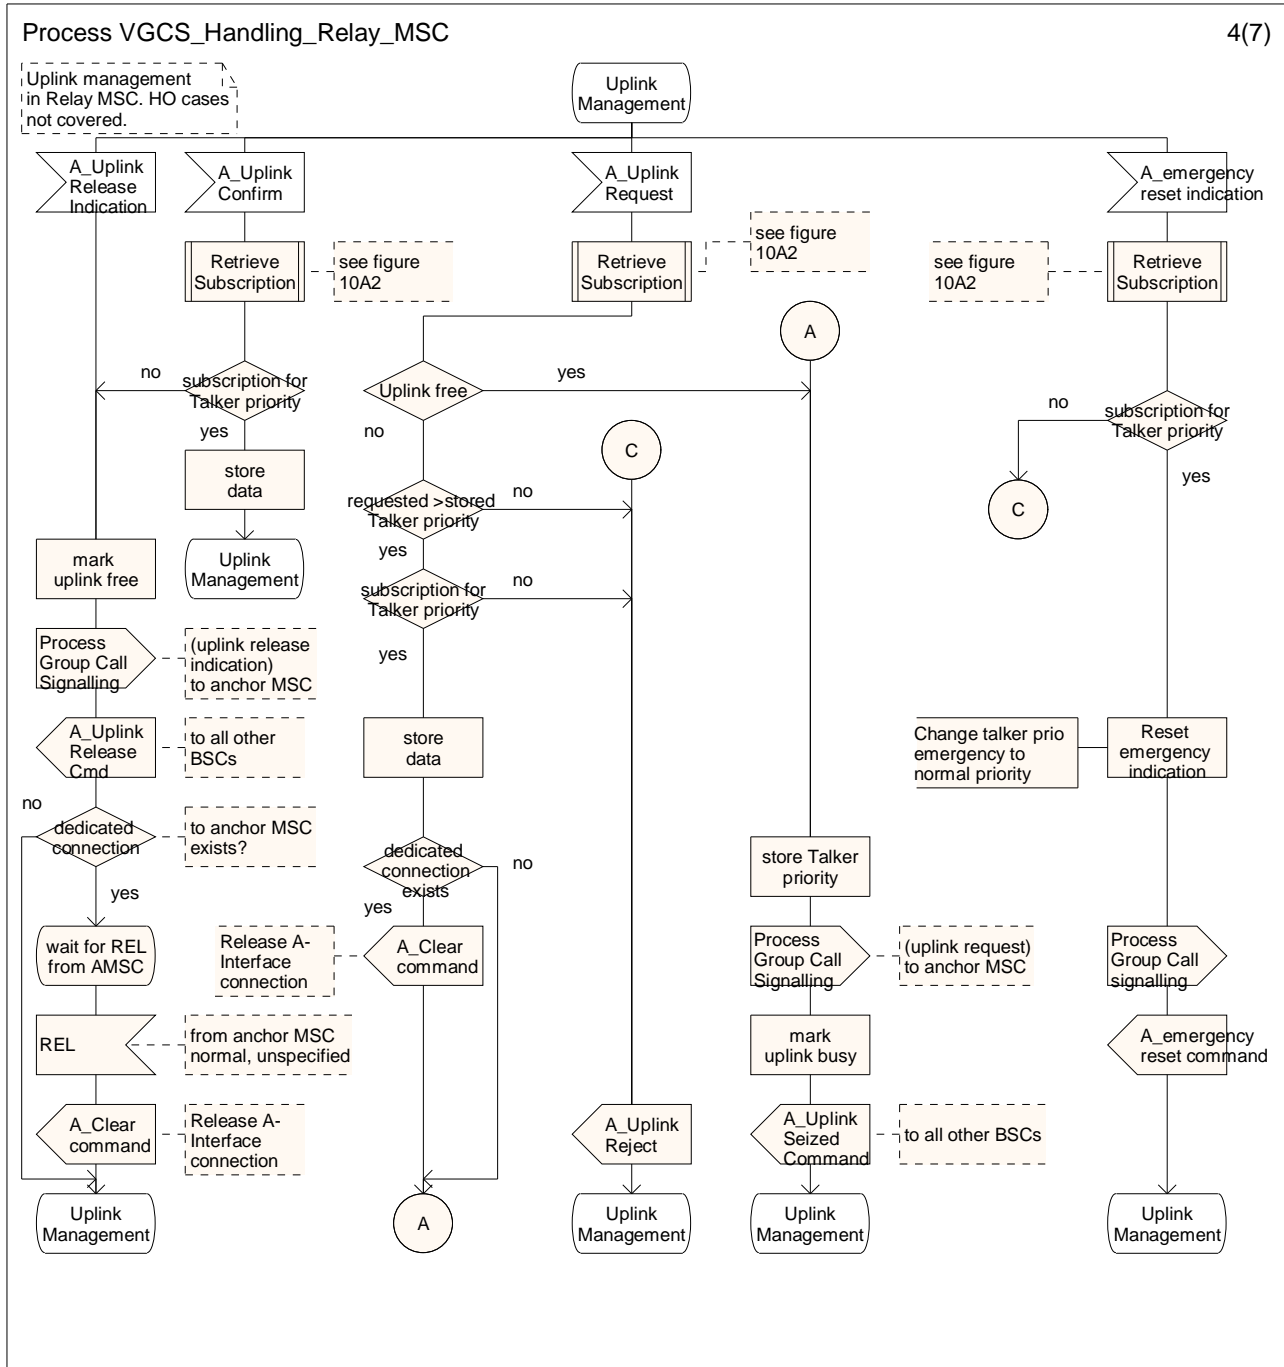 Process VGCS_Handling_Relay_MSC
4(7)
Uplink management
in Relay MSC. HO cases
not covered.
Uplink
Management
A_Uplink
Release
Indication
A_Uplink
Confirm
A_Uplink
Request
A_emergency
reset indication
Retrieve
Subscription
see figure
10A2
Retrieve
Subscription
see figure
10A2
see figure
10A2
Retrieve
Subscription
A
no
subscription for
Talker priority
yes
Uplink free
yes
no
no
subscription for
Talker priority
yes
C
C
store
data
requested >stored
Talker priority
no
yes
mark
uplink free
Uplink
Management
subscription for
Talker priority
no
yes
Process
Group Call
Signalling
(uplink release
indication)
to anchor MSC
A_Uplink
Release
Cmd
to all other
BSCs
store
data
Change talker prio
emergency to
normal priority
Reset
emergency
indication
no
dedicated
connection
to anchor MSC
exists?
yes
dedicated
connection
exists
no
yes
store Talker
priority
wait for REL
from AMSC
Release A-
Interface
connection
A_Clear
command
Process
Group Call
Signalling
(uplink request)
to anchor MSC
Process
Group Call
signalling
REL
from anchor MSC
normal, unspecified
mark
uplink busy
A_emergency
reset command
A_Clear
command
Release A-
Interface
connection
A_Uplink
Reject
A_Uplink
Seized
Command
to all other BSCs
Uplink
Management
A
Uplink
Management
Uplink
Management
Uplink
Management